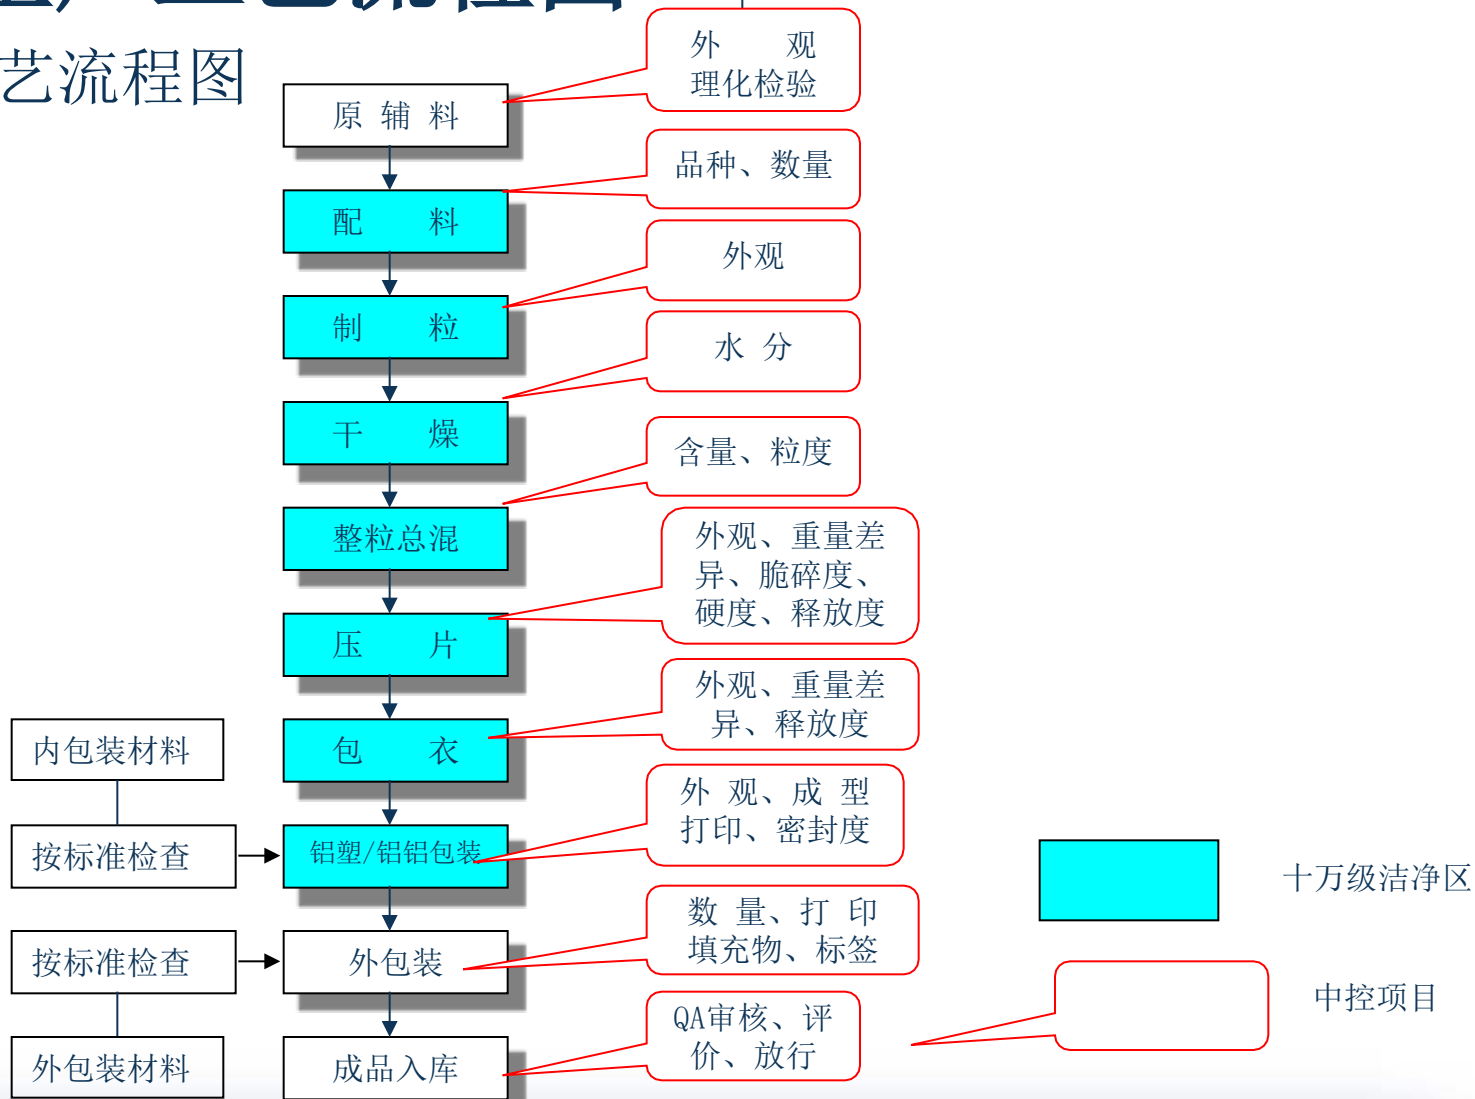 艺流程图
外 观
理化检验
原 辅 料
品种、数量
配 料
外观
制 粒
水 分
干 燥
含量、粒度
整粒总混
外观、重量差
异、脆碎度、
硬度、释放度
压 片
外观、重量差
异、释放度
内包装材料
包 衣
外 观、成 型
打印、密封度
按标准检查
铝塑/铝铝包装
十万级洁净区
数 量、打 印
填充物、标签
按标准检查
外包装
中控项目
QA审核、评
价、放行
外包装材料
成品入库